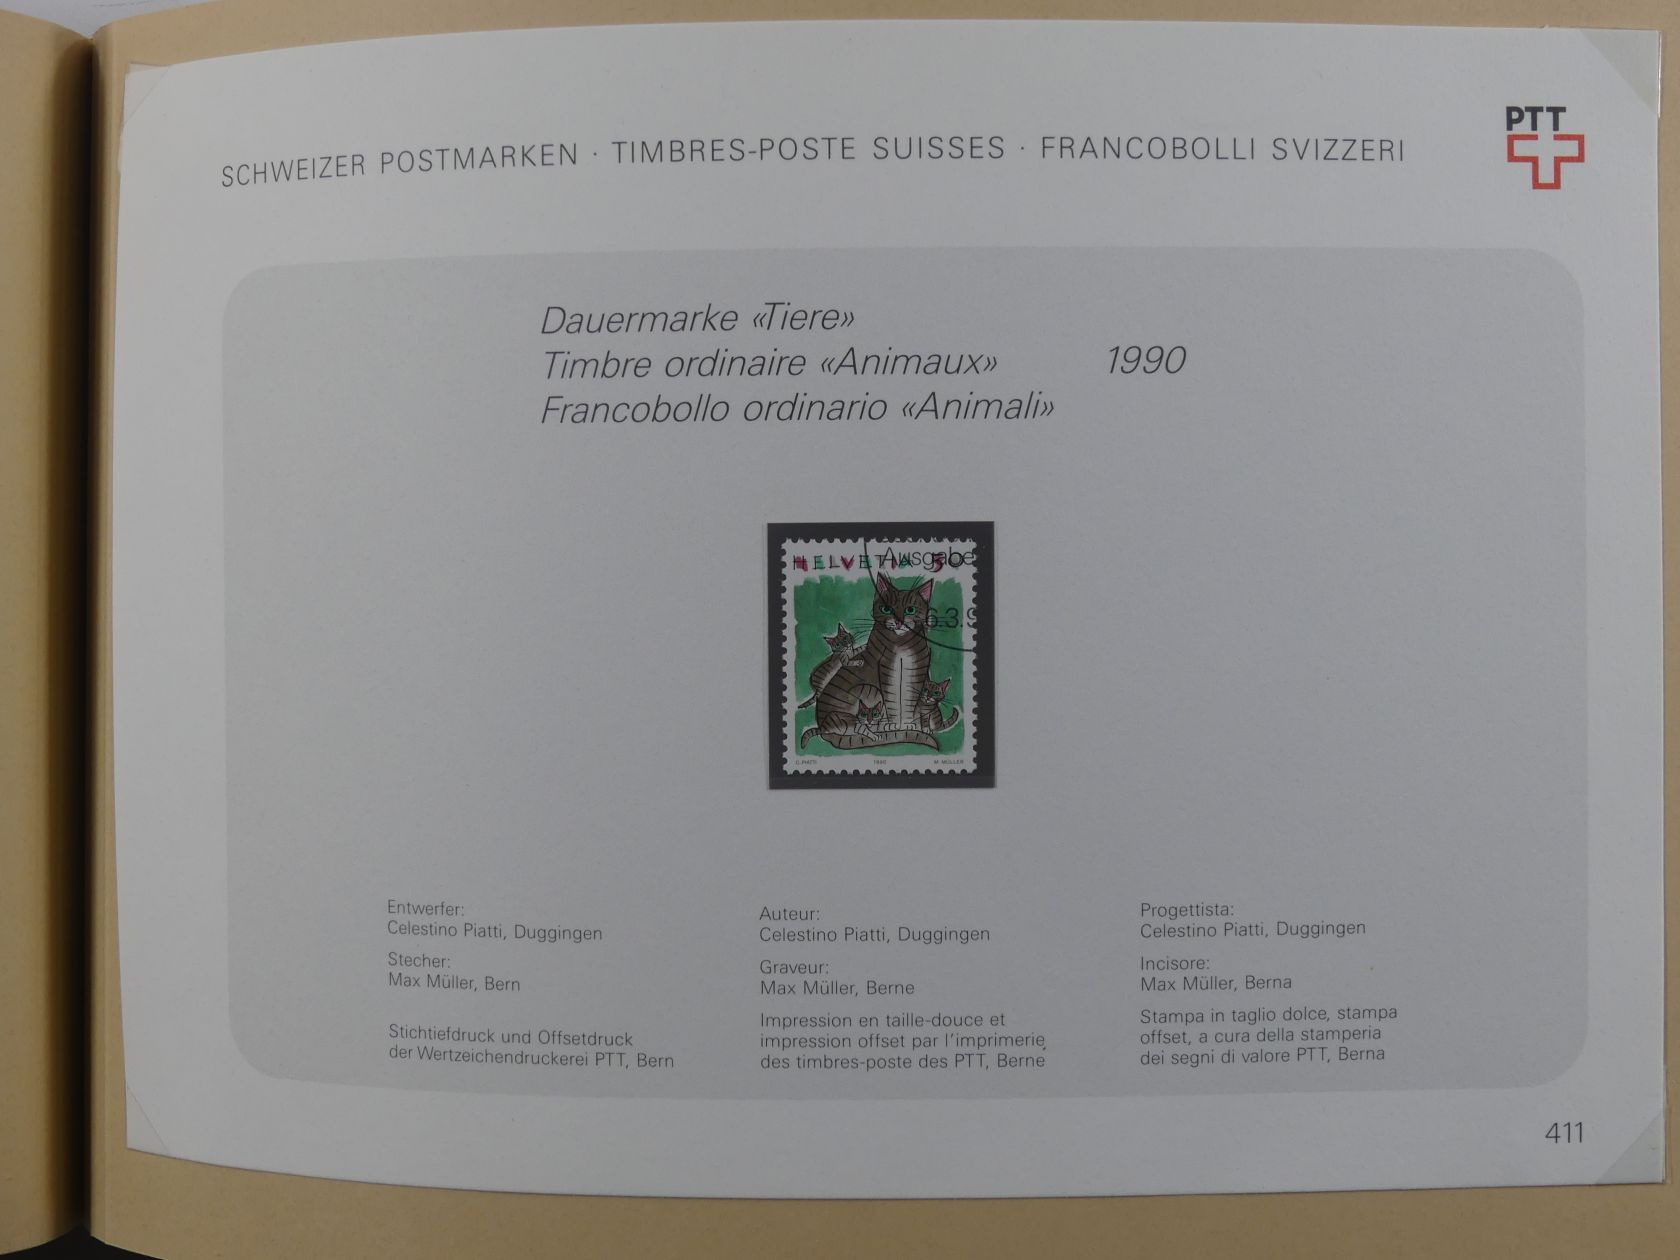 PTT
SCHWEIZER POSTMARKEN · TIMBRES-POSTE SUISSES · FRANCOBOLLI SVIZZERI
Dauermarke «Tiere»
Timbre ordinaire «Animaux» 1990
Francobollo ordinario «Animali»
HELVETIA 50
Ausgabe
6.3.9
C. PIATTI 1990 M. MÜLLER
Entwerfer:
Celestino Piatti, Duggingen
Stecher:
Max Müller, Bern
Stichtiefdruck und Offsetdruck
der Wertzeichendruckerei PTT, Bern
Auteur:
Celestino Piatti, Duggingen
Graveur:
Max Müller, Berne
Impression en taille-douce et
impression offset par l'imprimerie
des timbres-poste des PTT, Berne
Progettista:
Celestino Piatti, Duggingen
Incisore:
Max Müller, Berna
Stampa in taglio dolce, stampa
offset, a cura della stamperia
dei segni di valore PTT, Berna
411